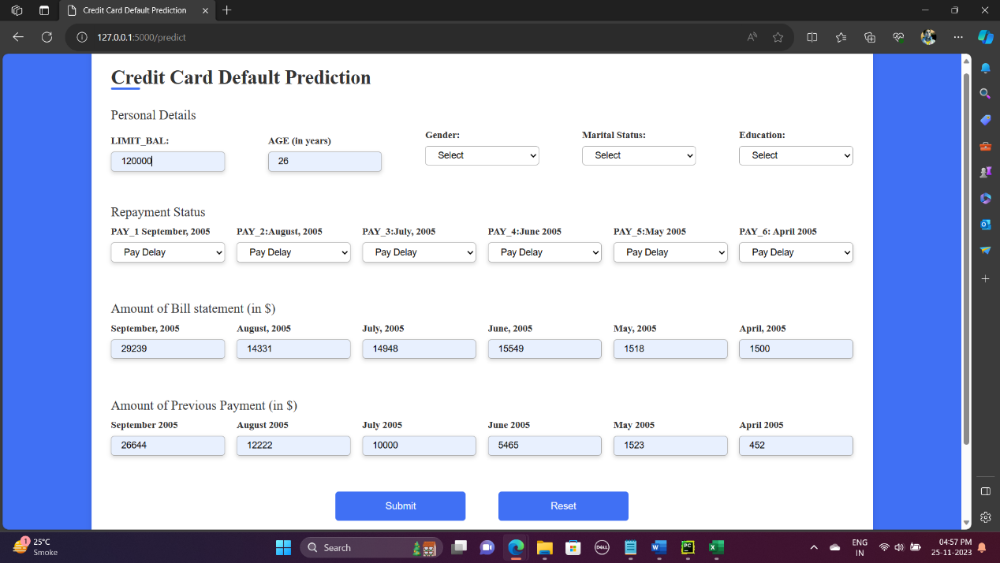 Credit Card Default Prediction
127.0.0.1:5000/predict
Credit Card Default Prediction
Personal Details
LIMIT_BAL: AGE (in years) Gender: Marital Status: Education:
120000 26 Select Select Select
Repayment Status
PAY_1 September, 2005 PAY_2:August, 2005 PAY_3:July, 2005 PAY_4:June 2005 PAY_5:May 2005 PAY_6: April 2005
Pay Delay Pay Delay Pay Delay Pay Delay Pay Delay Pay Delay
Amount of Bill statement (in $)
September, 2005 August, 2005 July, 2005 June, 2005 May, 2005 April, 2005
29239 14331 14948 15549 1518 1500
Amount of Previous Payment (in $)
September 2005 August 2005 July 2005 June 2005 May 2005 April 2005
26644 12222 10000 5465 1523 452
Submit Reset
1 25°C Search DELL W PC X ENG 04:57 PM
Smoke IN 25-11-2023